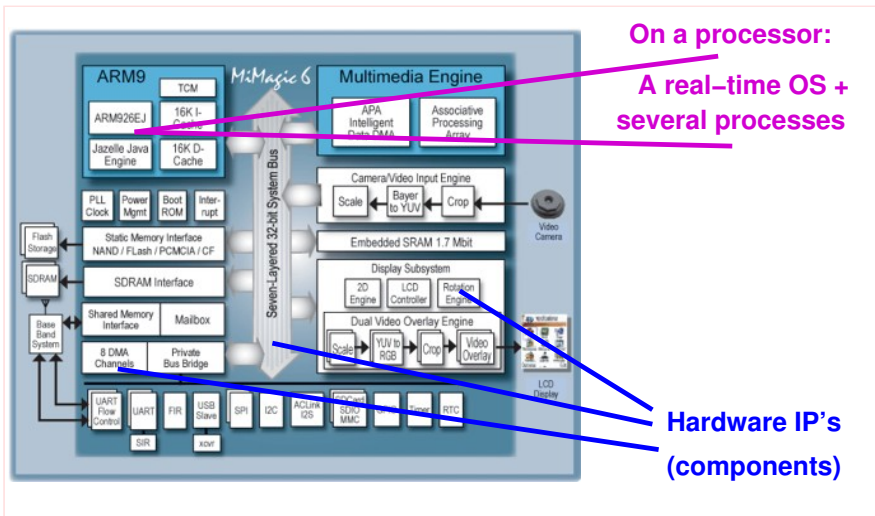 On a processor:
A real–time OS +
several processes
ARM9
MiMagic 6
Multimedia Engine
TCM
ARM926EJ
16K I-
Cache
Jazelle Java
Engine
16K D-
Cache
APA
Intelligent
Data DMA
Associative
Processing
Array
Seven-Layered 32-bit System Bus
PLL
Clock
Power
Mgmt
Boot
ROM
Inter-
rupt
Camera/Video Input Engine
Scale
Bayer
to YUV
Crop
Video
Camera
Flash
Storage
Static Memory Interface
NAND / FLash / PCMCIA / CF
Embedded SRAM 1.7 Mbit
SDRAM
SDRAM Interface
Display Subsystem
2D
Engine
LCD
Controller
Rotation
Engine
Base
Band
System
Shared Memory
Interface
Mailbox
Dual Video Overlay Engine
Scale
YUV to
RGB
Crop
Video
Overlay
8 DMA
Channels
Private
Bus Bridge
LCD
Display
UART
Flow
Control
UART
FIR
USB
Slave
SPI
I2C
ACLink
I2S
SDCard
SDIO
MMC
Timer
RTC
SIR
xcvr
Hardware IP's
(components)